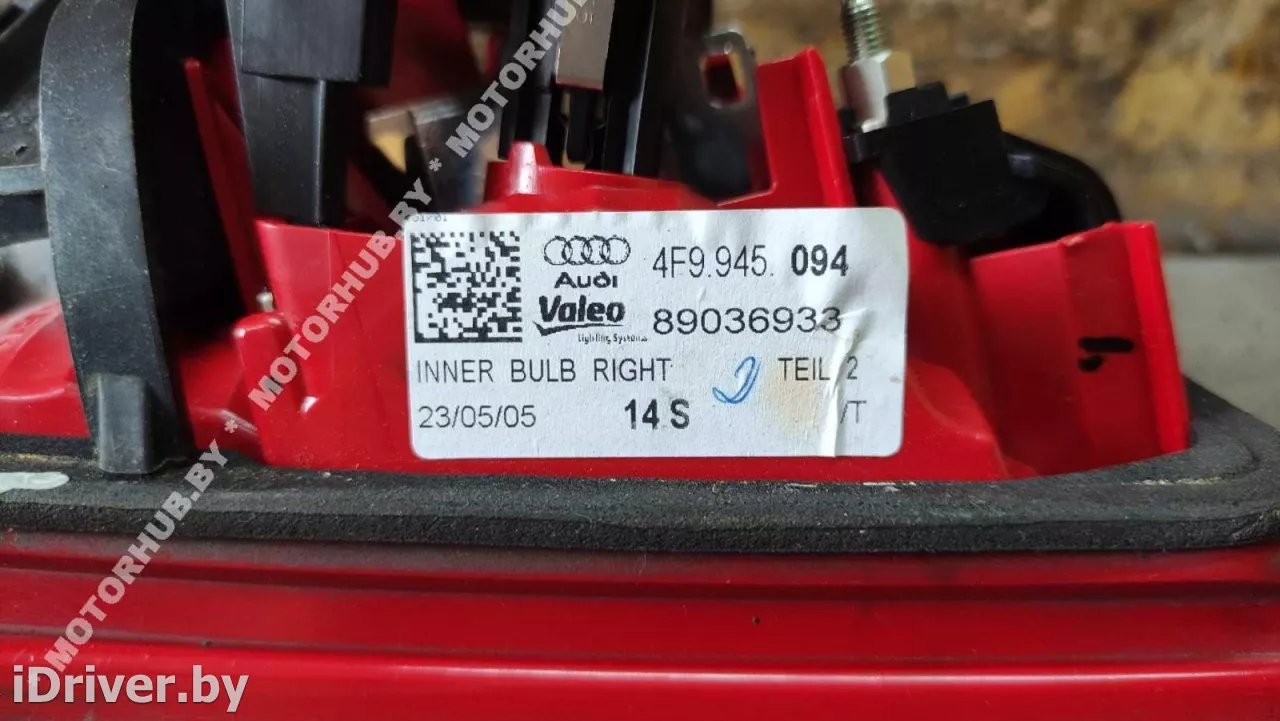 4F9.945. 094
Audi
Valeo
89036933
Lighting Systems
INNER BULB RIGHT TEIL 2
23/05/05 14 S /T
MOTORHUB.BY * MOTORHUB.BY * MOTORHUB.BY
iDriver.by